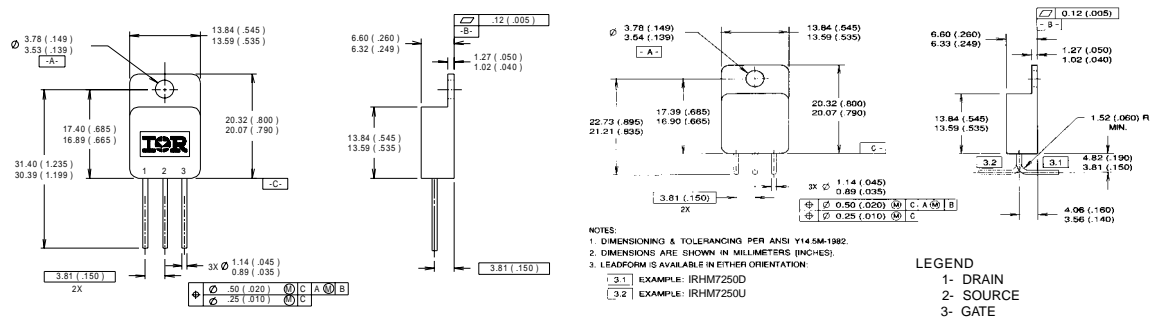 Ø 3.78 (.149)
3.53 (.139)
-A-
13.84 (.545)
13.59 (.535)
17.40 (.685)
16.89 (.665)
31.40 ( 1.235)
30.39 ( 1.199)
20.32 ( .800)
20.07 ( .790)
IOR
1 2 3
-C-
3X Ø 1.14 (.045)
0.89 (.035)
3.81 ( .150)
2X
Ø .50 (.020) Ⓜ C A Ⓜ B
Ø .25 (.010) Ⓜ C
.12 (.005)
-B-
6.60 (.260)
6.32 (.249)
1.27 (.050)
1.02 (.040)
13.84 (.545)
13.59 (.535)
3.81 (.150)
Ø 3.78 (.149)
3.54 (.139)
- A -
13.84 (.545)
13.59 (.535)
22.73 (.895)
21.21 (.835)
17.39 (.685)
16.90 (.665)
20.32 (.800)
20.07 (.790)
C -
3.81 (.150)
2X
3X Ø 1.14 (.045)
0.89 (.035)
Ø 0.50 (.020) Ⓜ C A Ⓜ B
Ø 0.25 (.010) Ⓜ C
0.12 (.005)
- B -
6.60 (.260)
6.33 (.249)
1.27 (.050)
1.02 (.040)
13.84 (.545)
13.59 (.535)
1.52 (.060) R
MIN.
3.2
3.1
4.82 (.190)
3.81 (.150)
4.06 (.160)
3.56 (.140)
NOTES:
1. DIMENSIONING & TOLERANCING PER ANSI Y14.5M-1982.
2. DIMENSIONS ARE SHOWN IN MILLIMETERS (INCHES).
3. LEADFORM IS AVAILABLE IN EITHER ORIENTATION:
3.1 EXAMPLE: IRHM7250D
3.2 EXAMPLE: IRHM7250U
LEGEND
1- DRAIN
2- SOURCE
3- GATE